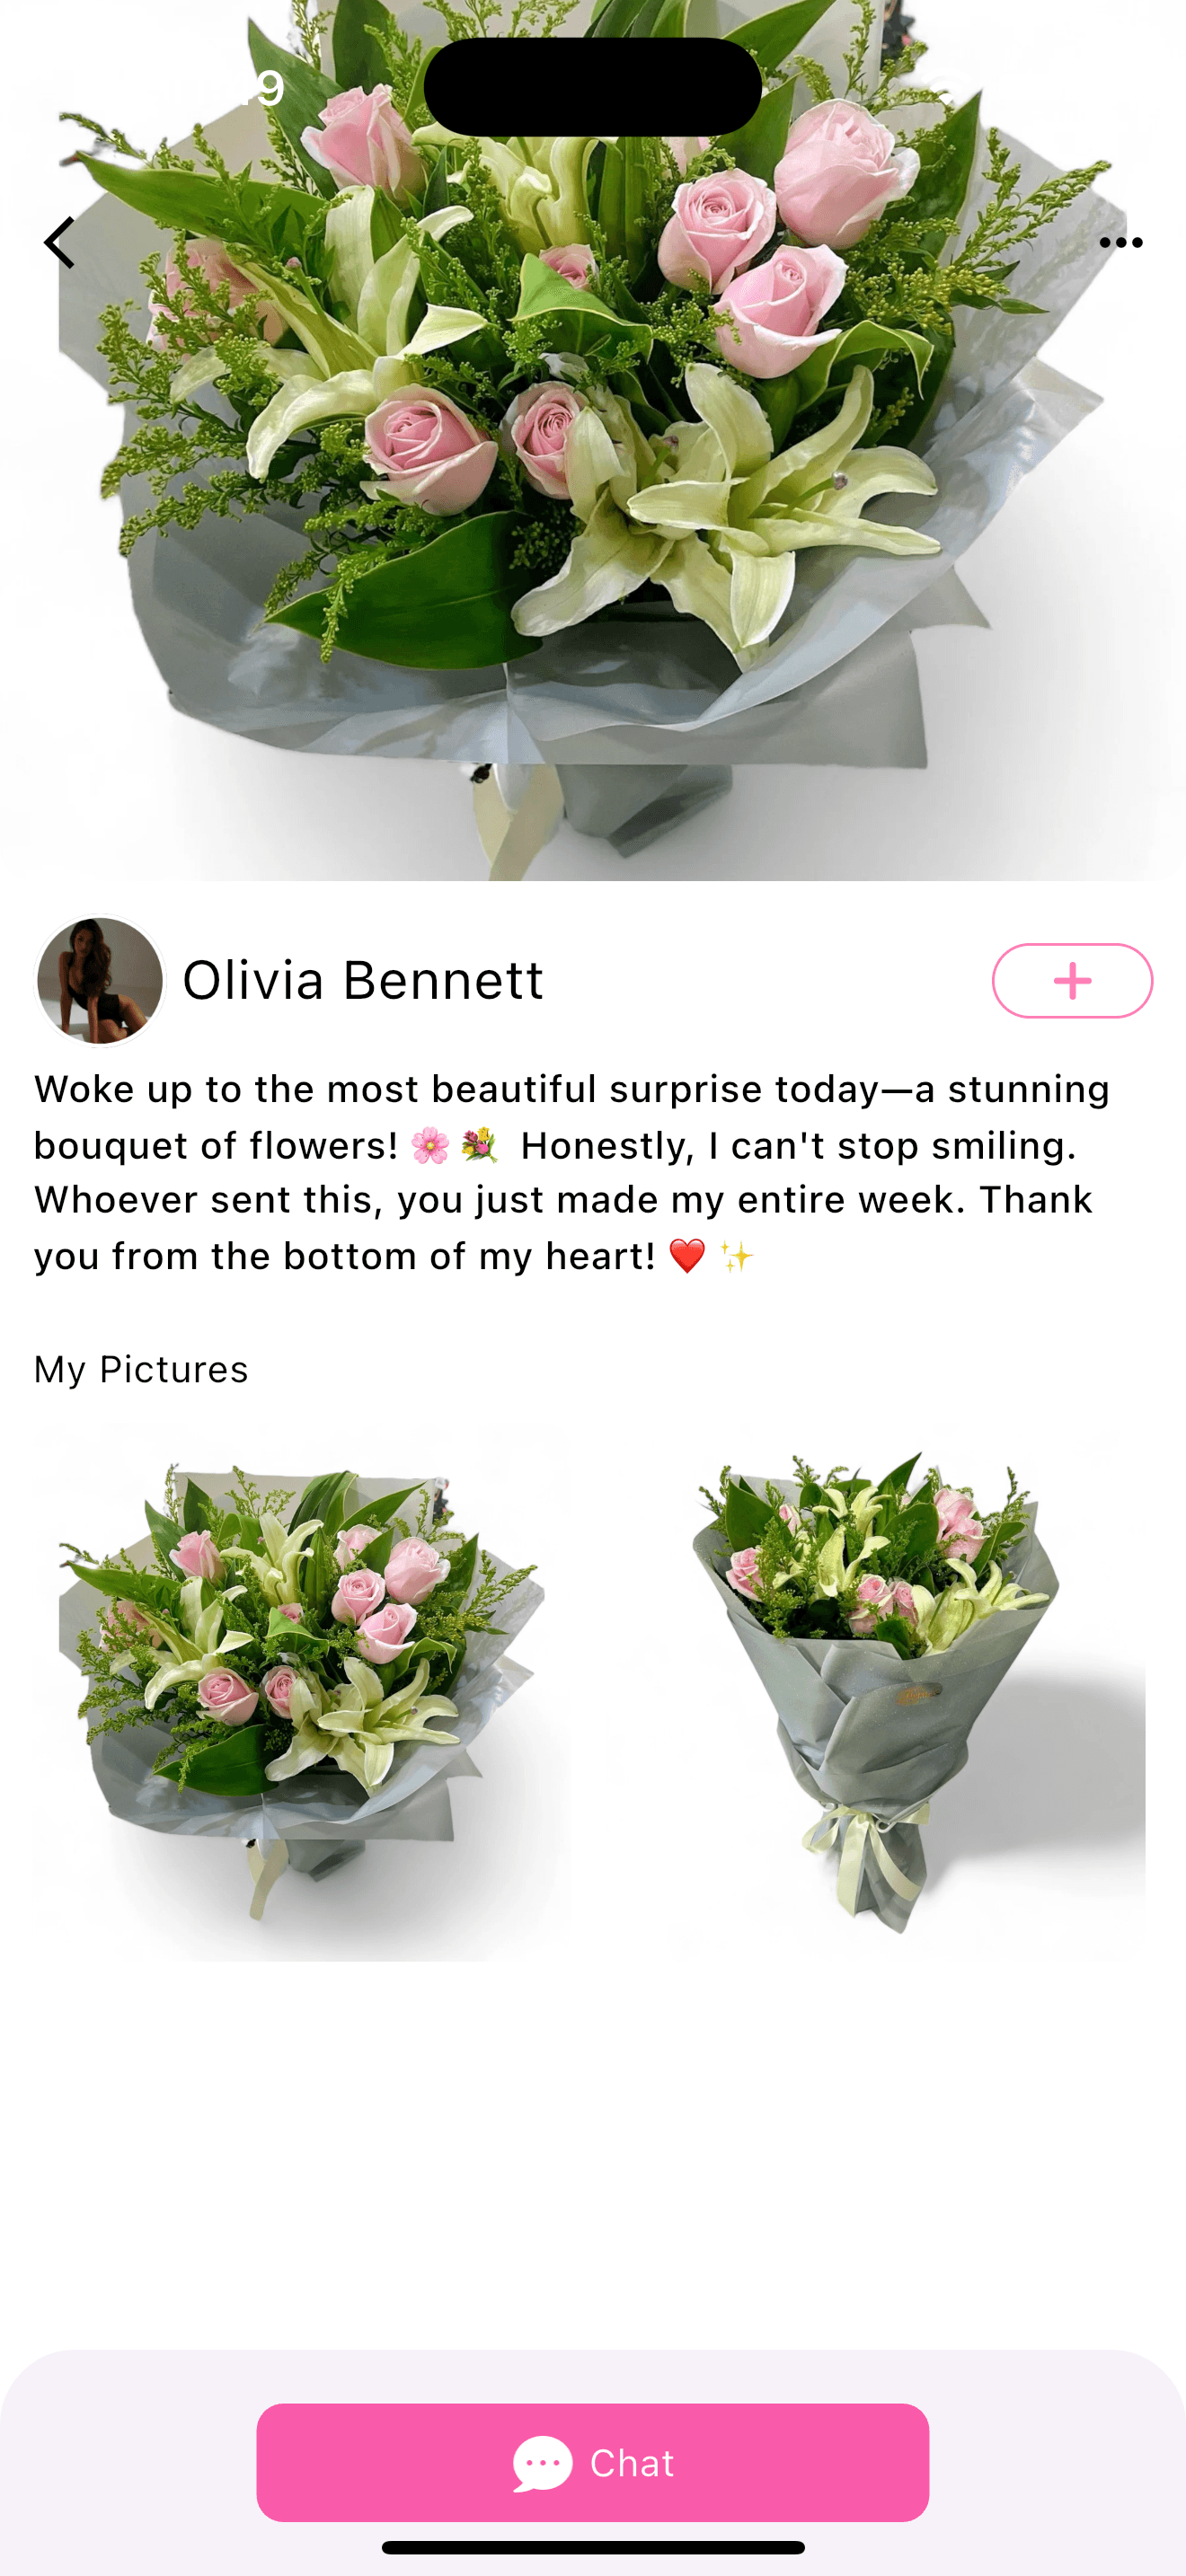 9
Olivia Bennett
Woke up to the most beautiful surprise today—a stunning
bouquet of flowers! 🌸💐 Honestly, I can't stop smiling.
Whoever sent this, you just made my entire week. Thank
you from the bottom of my heart! ❤️ ✨
My Pictures
Chat